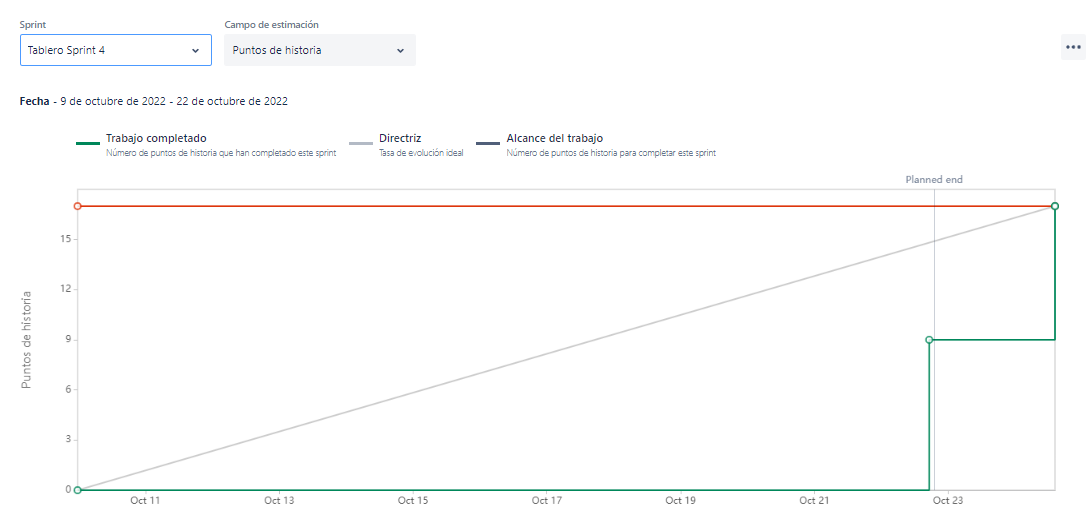 Sprint Campo de estimación
Tablero Sprint 4 Puntos de historia
Fecha - 9 de octubre de 2022 - 22 de octubre de 2022
Trabajo completado Directriz Alcance del trabajo
Número de puntos de historia que han completado este sprint Tasa de evolución ideal Número de puntos de historia para completar este sprint
Planned end
15
12
9
6
3
0
Puntos de historia
Oct 11 Oct 13 Oct 15 Oct 17 Oct 19 Oct 21 Oct 23